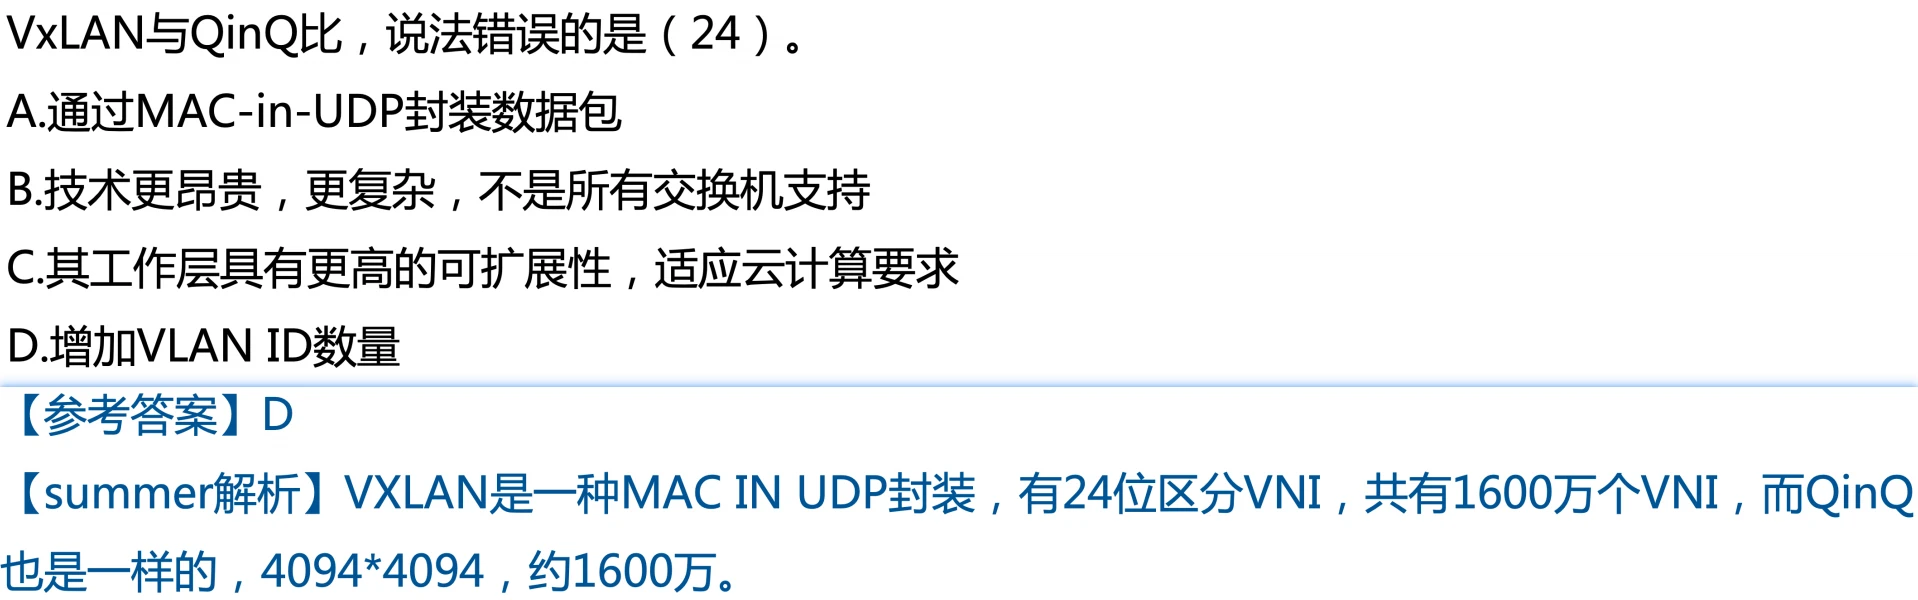 VxLAN与QinQ比，说法错误的是（24）。
A.通过MAC-in-UDP封装数据包
B.技术更昂贵，更复杂，不是所有交换机支持
C.其工作层具有更高的可扩展性，适应云计算要求
D.增加VLAN ID数量
【参考答案】D
【summer解析】VXLAN是一种MAC IN UDP封装，有24位区分VNI，共有1600万个VNI，而QinQ
也是一样的，4094*4094，约1600万。